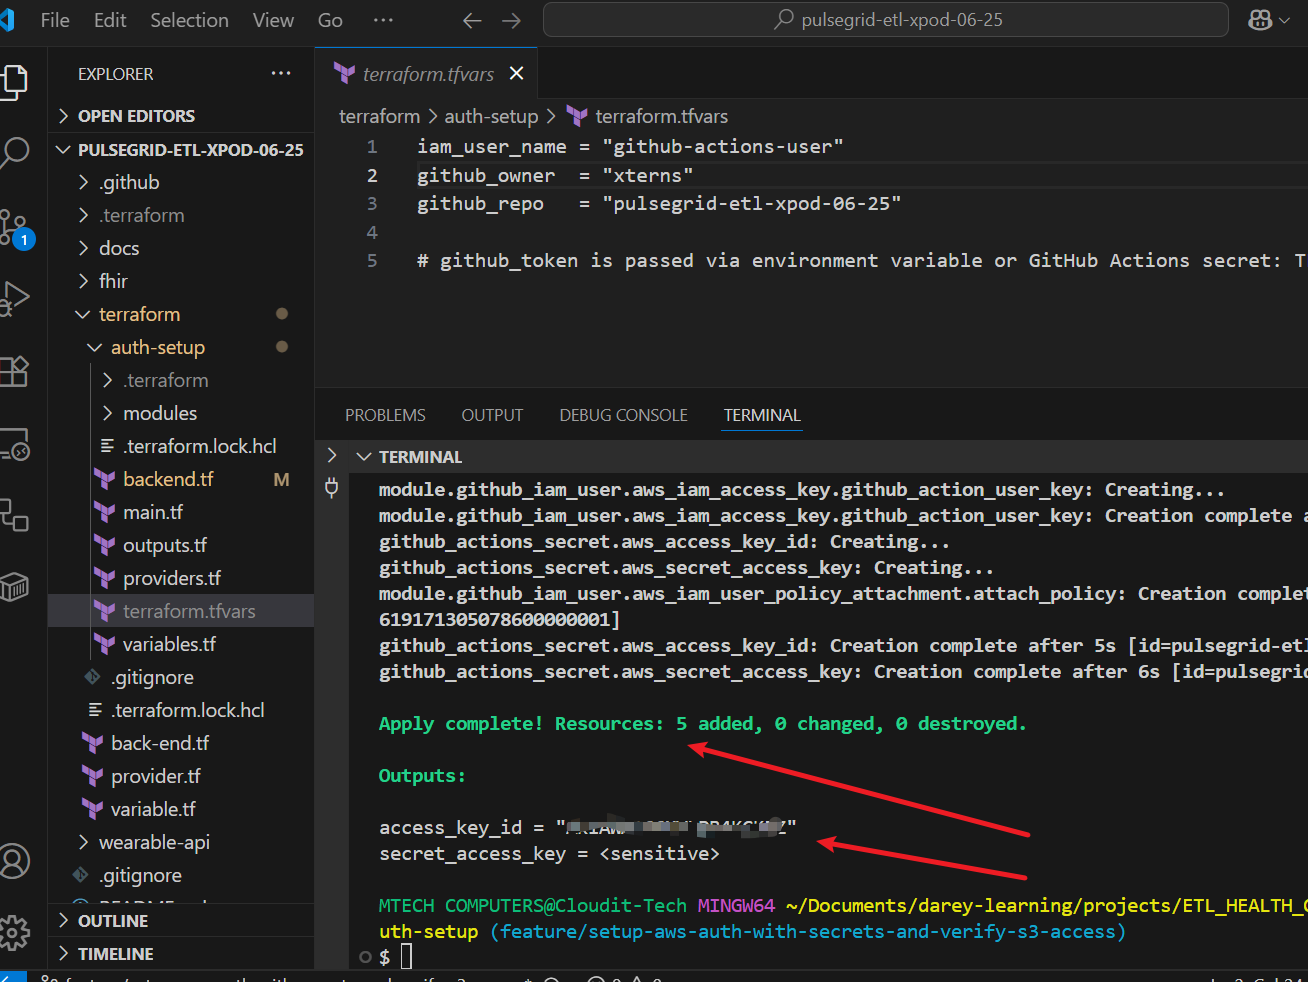 File Edit Selection View Go ···
pulsegrid-etl-xpod-06-25
EXPLORER
OPEN EDITORS
PULSEGRID-ETL-XPOD-06-25
.github
.terraform
docs
fhir
terraform
auth-setup
.terraform
modules
.terraform.lock.hcl
backend.tf M
main.tf
outputs.tf
providers.tf
terraform.tfvars
variables.tf
.gitignore
.terraform.lock.hcl
back-end.tf
provider.tf
variable.tf
wearable-api
.gitignore
OUTLINE
TIMELINE
1
terraform.tfvars
terraform > auth-setup > terraform.tfvars
1 iam_user_name = "github-actions-user"
2 github_owner = "xterns"
3 github_repo = "pulsegrid-etl-xpod-06-25"
4
5 # github_token is passed via environment variable or GitHub Actions secret: T
PROBLEMS OUTPUT DEBUG CONSOLE TERMINAL
TERMINAL
module.github_iam_user.aws_iam_access_key.github_action_user_key: Creating...
module.github_iam_user.aws_iam_access_key.github_action_user_key: Creation complete a
github_actions_secret.aws_access_key_id: Creating...
github_actions_secret.aws_secret_access_key: Creating...
module.github_iam_user.aws_iam_user_policy_attachment.attach_policy: Creation complet
619171305078600000001]
github_actions_secret.aws_access_key_id: Creation complete after 5s [id=pulsegrid-etl
github_actions_secret.aws_secret_access_key: Creation complete after 6s [id=pulsegrid
Apply complete! Resources: 5 added, 0 changed, 0 destroyed.
Outputs:
access_key_id = "
secret_access_key = <sensitive>
MTECH COMPUTERS@Cloudit-Tech MINGW64 ~/Documents/darey-learning/projects/ETL_HEALTH_
uth-setup (feature/setup-aws-auth-with-secrets-and-verify-s3-access)
$